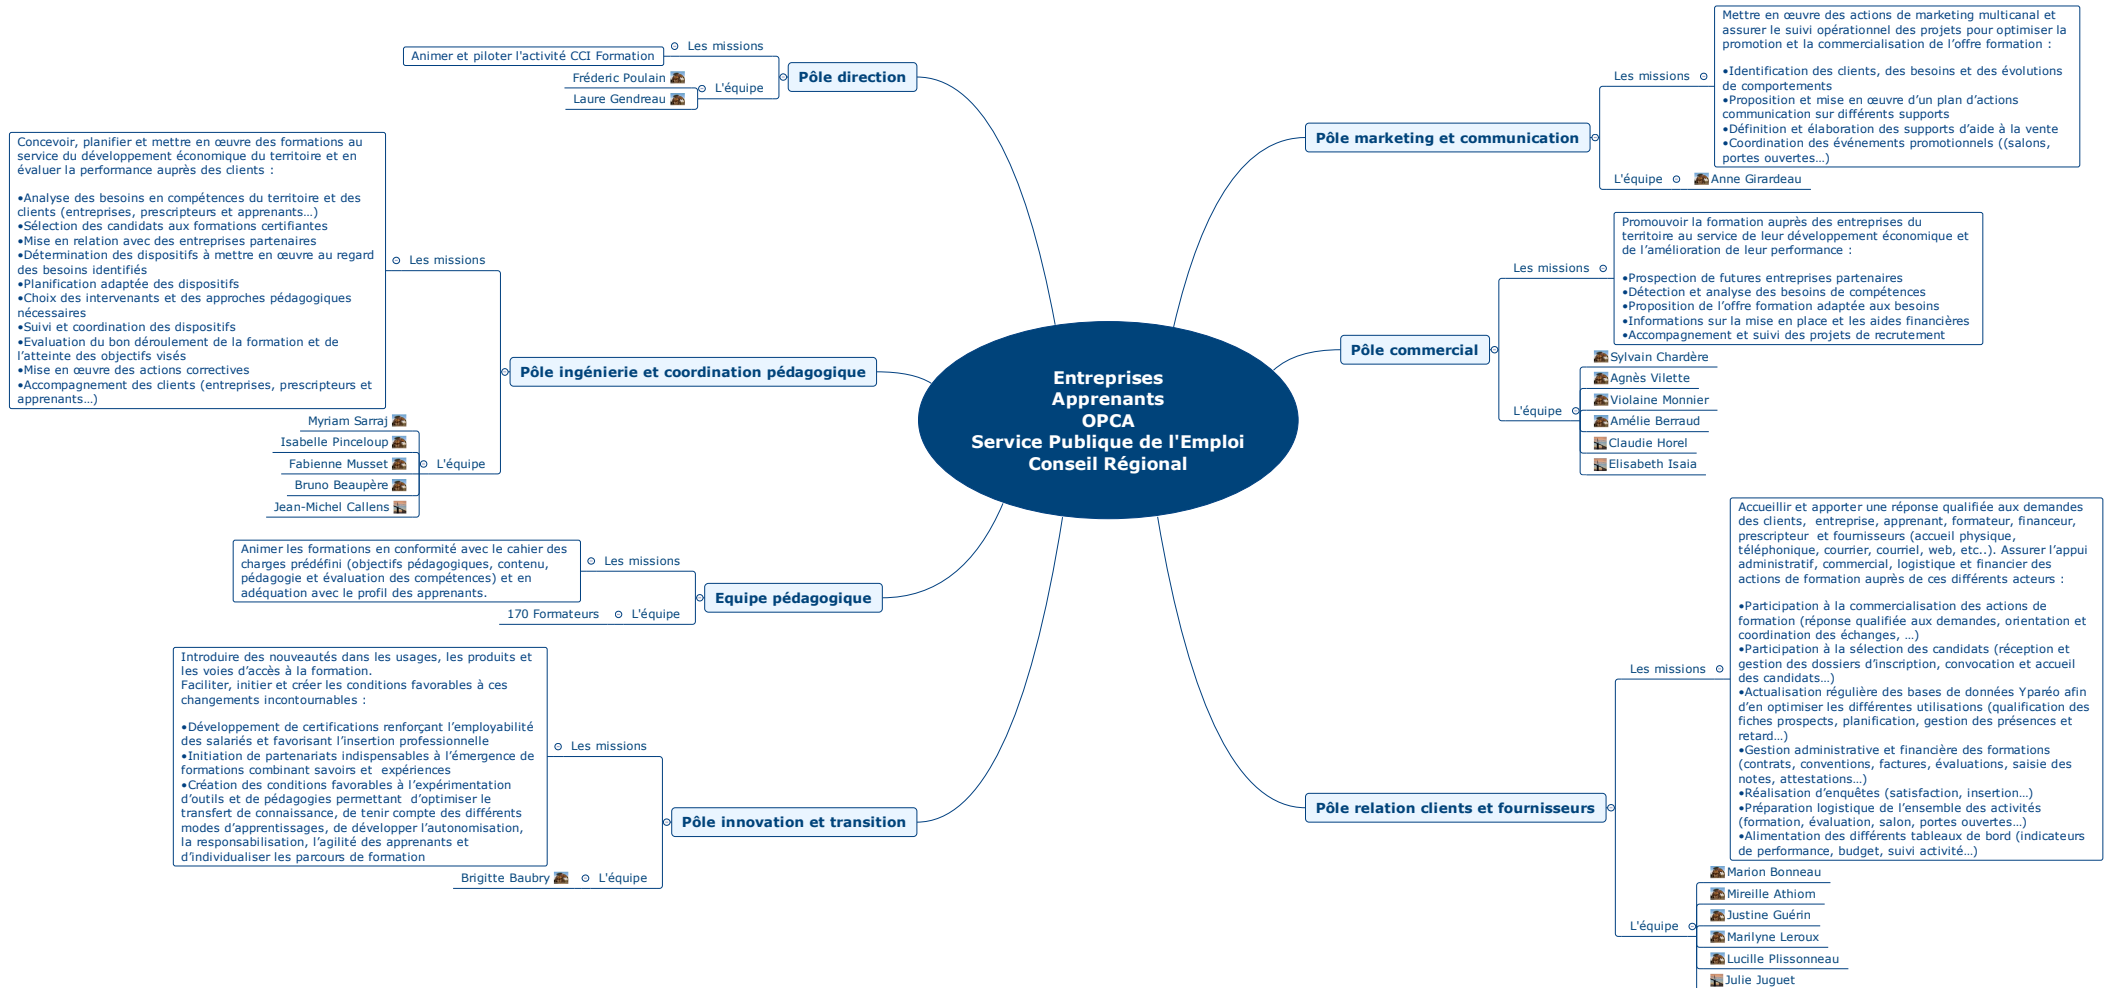 Entreprises
Apprenants
OPCA
Service Publique de l'Emploi
Conseil Régional
Pôle direction
Les missions
Animer et piloter l'activité CCI Formation
L'équipe
Fréderic Poulain
Laure Gendreau
Pôle ingénierie et coordination pédagogique
Les missions
Concevoir, planifier et mettre en œuvre des formations au
service du développement économique du territoire et en
évaluer la performance auprès des clients :
•Analyse des besoins en compétences du territoire et des
clients (entreprises, prescripteurs et apprenants…)
•Sélection des candidats aux formations certifiantes
•Mise en relation avec des entreprises partenaires
•Détermination des dispositifs à mettre en œuvre au regard
des besoins identifiés
•Planification adaptée des dispositifs
•Choix des intervenants et des approches pédagogiques
nécessaires
•Suivi et coordination des dispositifs
•Evaluation du bon déroulement de la formation et de
l’atteinte des objectifs visés
•Mise en œuvre des actions correctives
•Accompagnement des clients (entreprises, prescripteurs et
apprenants…)
L'équipe
Myriam Sarraj
Isabelle Pinceloup
Fabienne Musset
Bruno Beaupère
Jean-Michel Callens
Equipe pédagogique
Les missions
Animer les formations en conformité avec le cahier des
charges prédéfini (objectifs pédagogiques, contenu,
pédagogie et évaluation des compétences) et en
adéquation avec le profil des apprenants.
L'équipe
170 Formateurs
Pôle innovation et transition
Les missions
Introduire des nouveautés dans les usages, les produits et
les voies d’accès à la formation.
Faciliter, initier et créer les conditions favorables à ces
changements incontournables :
•Développement de certifications renforçant l’employabilité
des salariés et favorisant l’insertion professionnelle
•Initiation de partenariats indispensables à l’émergence de
formations combinant savoirs et  expériences
•Création des conditions favorables à l’expérimentation
d’outils et de pédagogies permettant  d’optimiser le
transfert de connaissance, de tenir compte des différents
modes d’apprentissages, de développer l’autonomisation,
la responsabilisation, l’agilité des apprenants et
d’individualiser les parcours de formation
L'équipe
Brigitte Baubry
Pôle marketing et communication
Les missions
Mettre en œuvre des actions de marketing multicanal et
assurer le suivi opérationnel des projets pour optimiser la
promotion et la commercialisation de l’offre formation :
•Identification des clients, des besoins et des évolutions
de comportements
•Proposition et mise en œuvre d’un plan d’actions
communication sur différents supports
•Définition et élaboration des supports d’aide à la vente
•Coordination des événements promotionnels ((salons,
portes ouvertes…)
L'équipe
Anne Girardeau
Pôle commercial
Les missions
Promouvoir la formation auprès des entreprises du
territoire au service de leur développement économique et
de l’amélioration de leur performance :
•Prospection de futures entreprises partenaires
•Détection et analyse des besoins de compétences
•Proposition de l’offre formation adaptée aux besoins
•Informations sur la mise en place et les aides financières
•Accompagnement et suivi des projets de recrutement
L'équipe
Sylvain Chardère
Agnès Vilette
Violaine Monnier
Amélie Berraud
Claudie Horel
Elisabeth Isaia
Pôle relation clients et fournisseurs
Les missions
Accueillir et apporter une réponse qualifiée aux demandes
des clients,  entreprise, apprenant, formateur, financeur,
prescripteur  et fournisseurs (accueil physique,
téléphonique, courrier, courriel, web, etc..). Assurer l’appui
administratif, commercial, logistique et financier des
actions de formation auprès de ces différents acteurs :
•Participation à la commercialisation des actions de
formation (réponse qualifiée aux demandes, orientation et
coordination des échanges, …)
•Participation à la sélection des candidats (réception et
gestion des dossiers d’inscription, convocation et accueil
des candidats…)
•Actualisation régulière des bases de données Yparéo afin
d’en optimiser les différentes utilisations (qualification des
fiches prospects, planification, gestion des présences et
retard…)
•Gestion administrative et financière des formations
(contrats, conventions, factures, évaluations, saisie des
notes, attestations…)
•Réalisation d’enquêtes (satisfaction, insertion…)
•Préparation logistique de l’ensemble des activités
(formation, évaluation, salon, portes ouvertes…)
•Alimentation des différents tableaux de bord (indicateurs
de performance, budget, suivi activité…)
L'équipe
Marion Bonneau
Mireille Athiom
Justine Guérin
Marilyne Leroux
Lucille Plissonneau
Julie Juguet